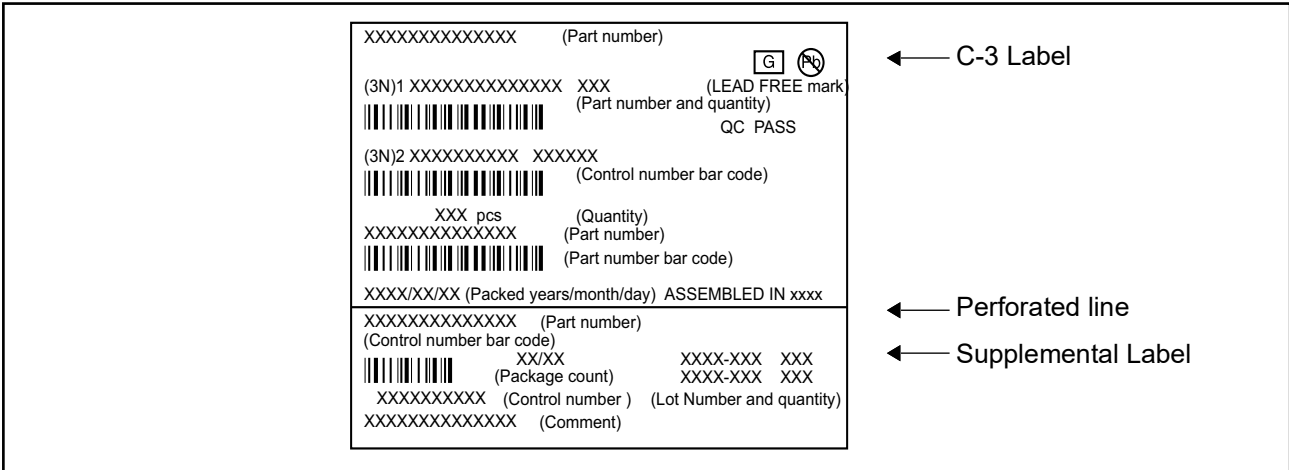 XXXXXXXXXXXXXX (Part number)
C-3 Label
G Pb
(3N)1 XXXXXXXXXXXXXX XXX (LEAD FREE mark)
(Part number and quantity)
QC PASS
(3N)2 XXXXXXXXXX XXXXXX
(Control number bar code)
XXX pcs (Quantity)
XXXXXXXXXXXXXX (Part number)
(Part number bar code)
XXXX/XX/XX (Packed years/month/day) ASSEMBLED IN xxxx
Perforated line
XXXXXXXXXXXXXX (Part number)
(Control number bar code)
Supplemental Label
XX/XX XXXX-XXX XXX
(Package count) XXXX-XXX XXX
XXXXXXXXXX (Control number ) (Lot Number and quantity)
XXXXXXXXXXXXXX (Comment)